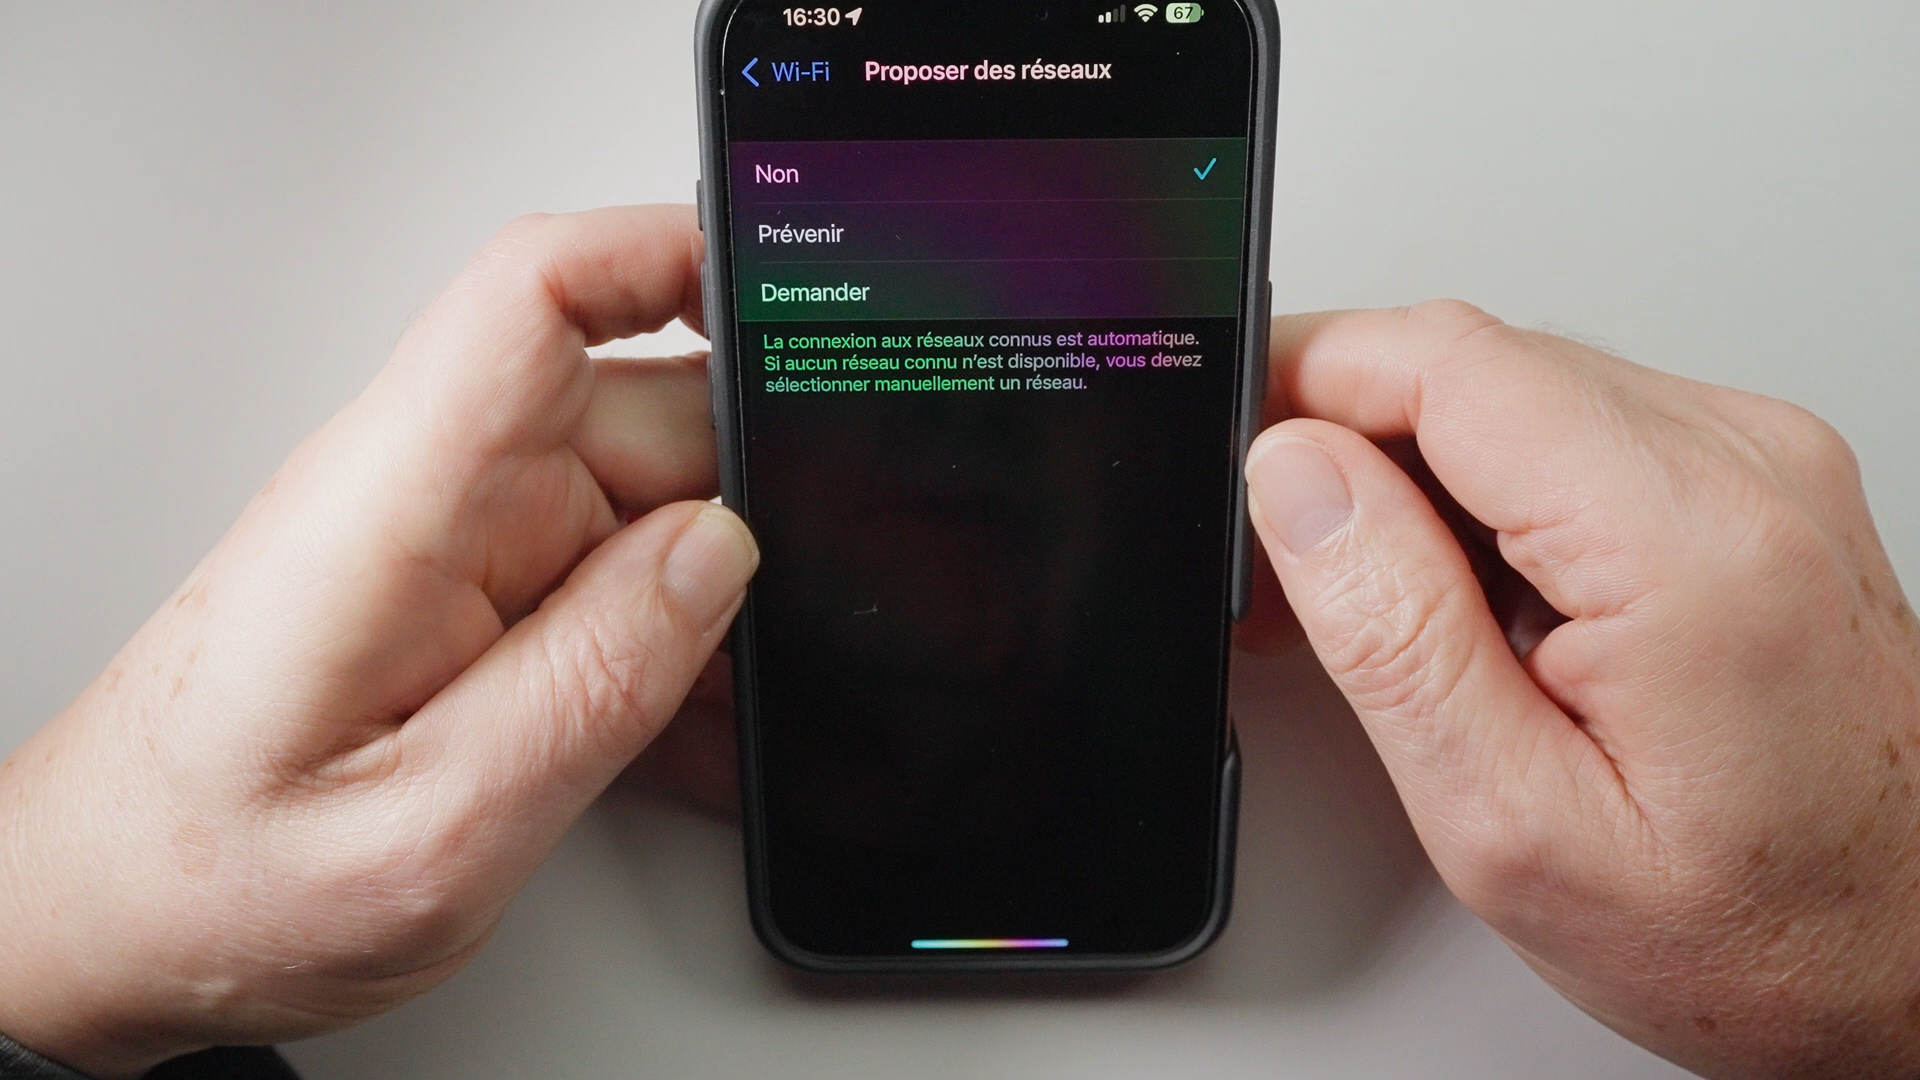 16:30
67
Wi-Fi
Proposer des réseaux
Non
Prévenir
Demander
La connexion aux réseaux connus est automatique.
Si aucun réseau connu n’est disponible, vous devez
sélectionner manuellement un réseau.